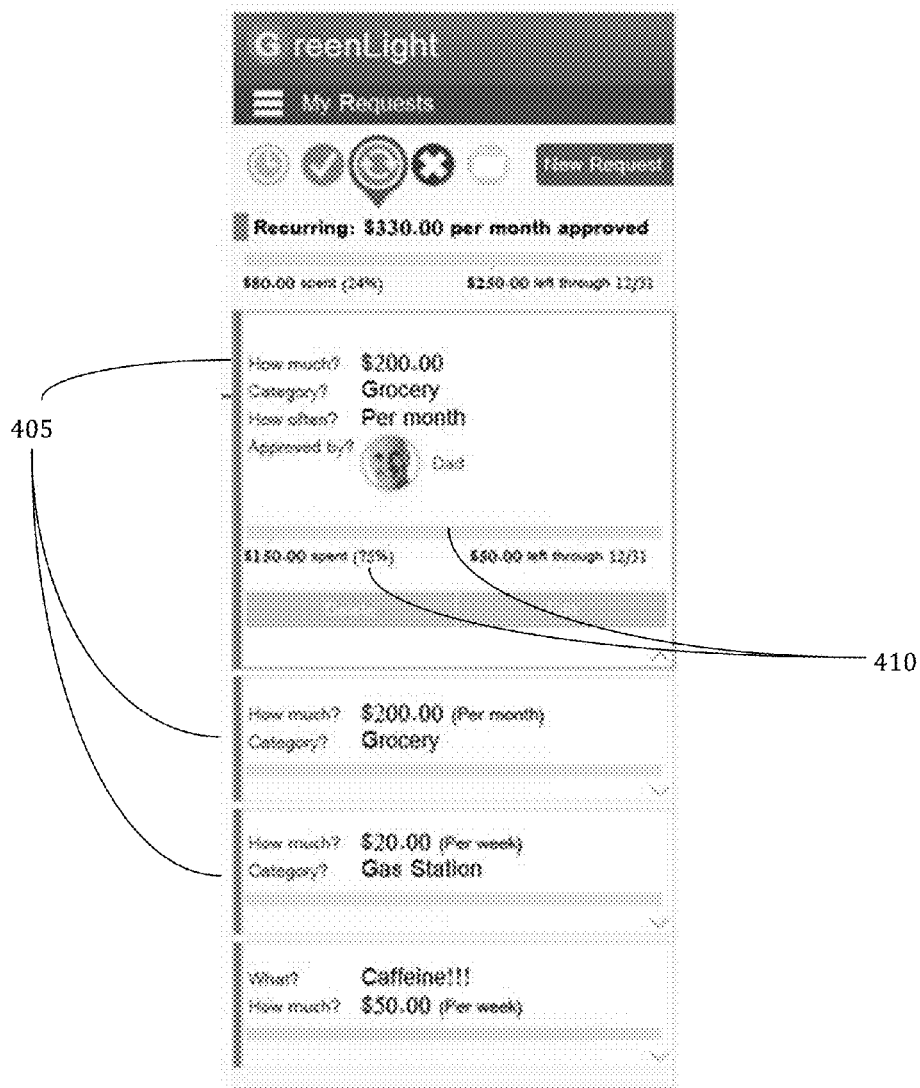 G reenLight
My Requests
New Request
Recurring: $330.00 per month approved
$80.00 spent (24%) $250.00 left through 12/31
How much? $200.00
Category? Grocery
405
How often? Per month
Approved by? Dad
$150.00 spent (75%) $50.00 left through 12/31
410
How much? $200.00 (Per month)
Category? Grocery
How much? $20.00 (Per week)
Category? Gas Station
What? Caffeine!!!
How much? $50.00 (Per week)